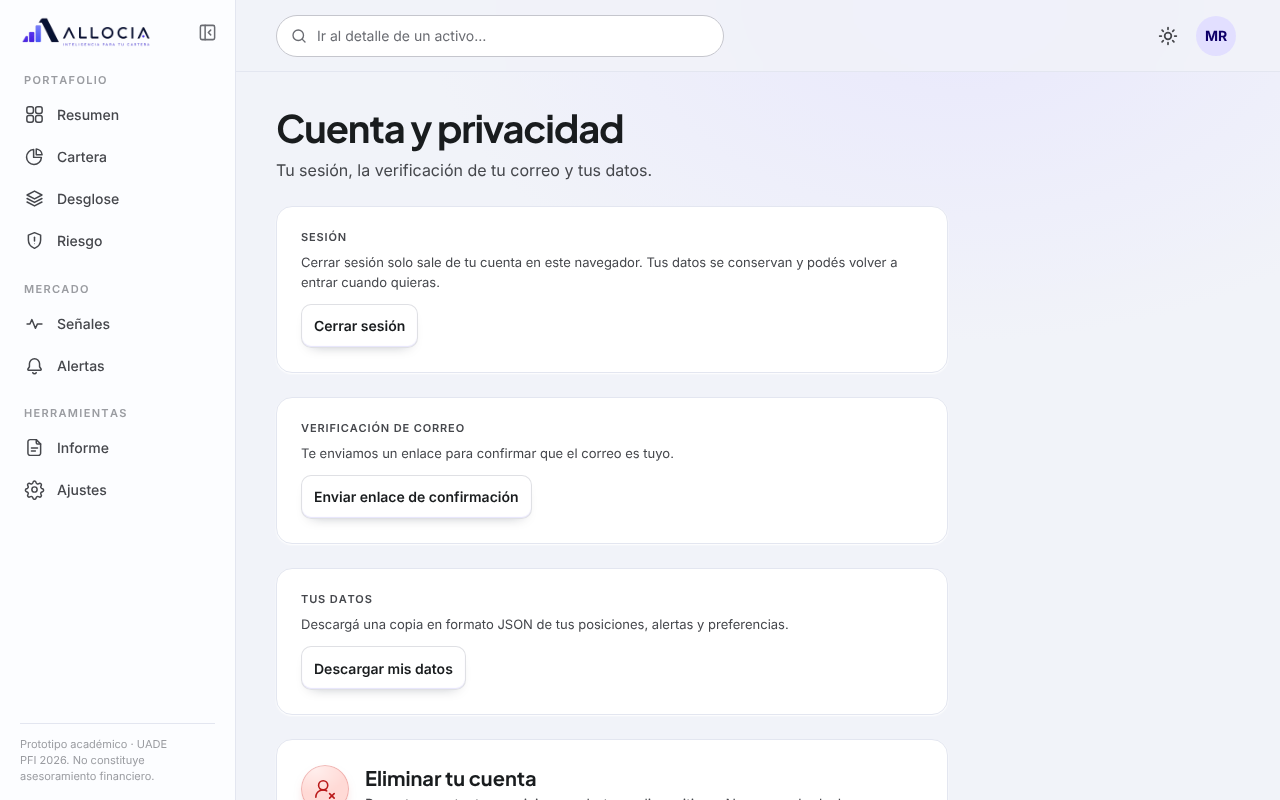 ALLOCIA
INTELIGENCIA PARA TU CARTERA
Ir al detalle de un activo...
MR
PORTAFOLIO
Resumen
Cartera
Desglose
Riesgo
MERCADO
Señales
Alertas
HERRAMIENTAS
Informe
Ajustes
Prototipo académico · UADE
PFI 2026. No constituye
asesoramiento financiero.
Cuenta y privacidad
Tu sesión, la verificación de tu correo y tus datos.
SESIÓN
Cerrar sesión solo sale de tu cuenta en este navegador. Tus datos se conservan y podés volver a
entrar cuando quieras.
Cerrar sesión
VERIFICACIÓN DE CORREO
Te enviamos un enlace para confirmar que el correo es tuyo.
Enviar enlace de confirmación
TUS DATOS
Descargá una copia en formato JSON de tus posiciones, alertas y preferencias.
Descargar mis datos
Eliminar tu cuenta